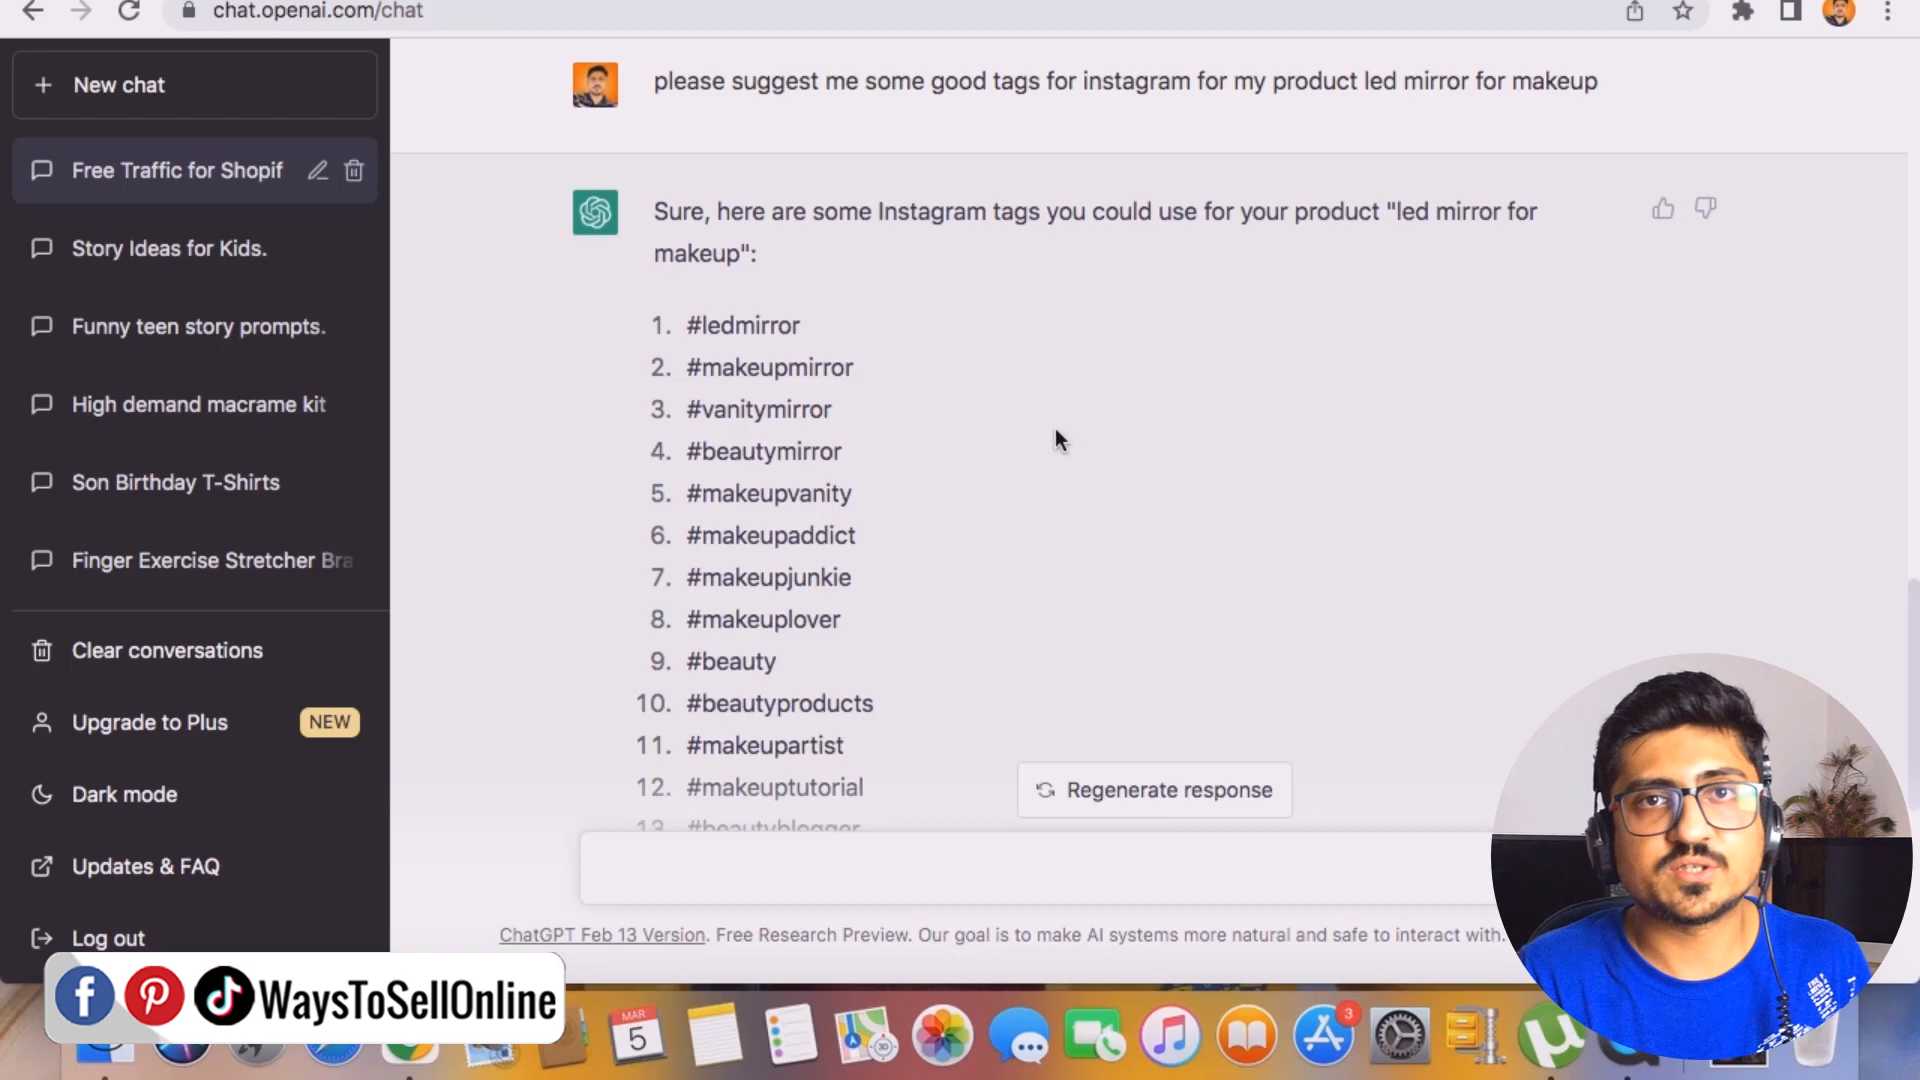 chat.openai.com/chat
New chat
Free Traffic for Shopif
Story Ideas for Kids.
Funny teen story prompts.
High demand macrame kit
Son Birthday T-Shirts
Finger Exercise Stretcher Bra
Clear conversations
Upgrade to Plus NEW
Dark mode
Updates & FAQ
Log out
please suggest me some good tags for instagram for my product led mirror for makeup
Sure, here are some Instagram tags you could use for your product "led mirror for
makeup":
1. #ledmirror
2. #makeupmirror
3. #vanitymirror
4. #beautymirror
5. #makeupvanity
6. #makeupaddict
7. #makeupjunkie
8. #makeuplover
9. #beauty
10. #beautyproducts
11. #makeupartist
12. #makeuptutorial
13. #beautyblogger
Regenerate response
ChatGPT Feb 13 Version. Free Research Preview. Our goal is to make AI systems more natural and safe to interact with.
WaysToSellOnline
MAR
5
3D
3